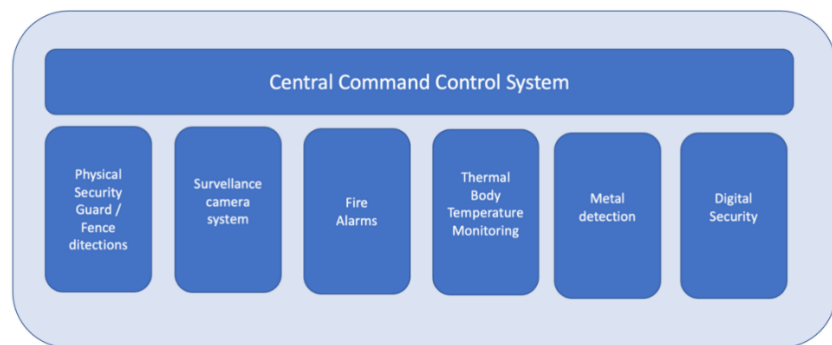 Central Command Control System
Physical
Security
Guard /
Fence
ditections
Survellance
camera
system
Fire
Alarms
Thermal
Body
Temperature
Monitoring
Metal
detection
Digital
Security